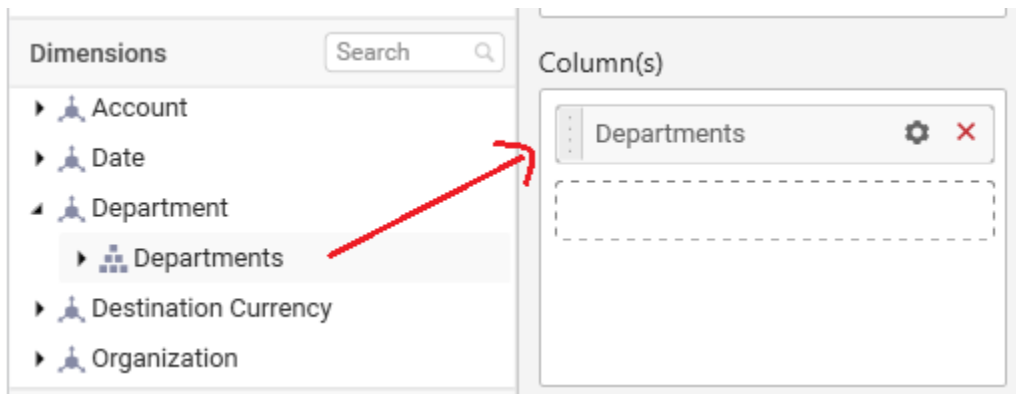 Dimensions
Search
Account
Date
Department
Departments
Destination Currency
Organization
Column(s)
Departments